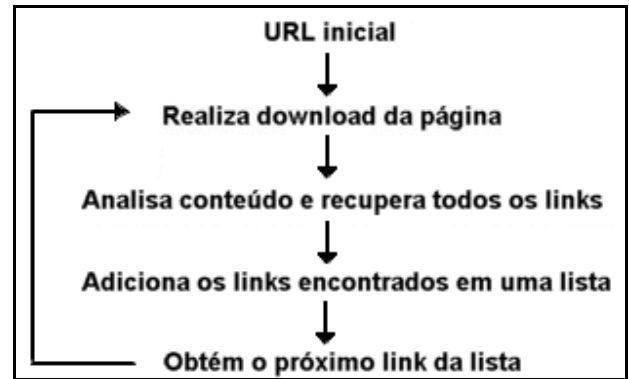 URL inicial
Realiza download da página
Analisa conteúdo e recupera todos os links
Adiciona os links encontrados em uma lista
Obtém o próximo link da lista